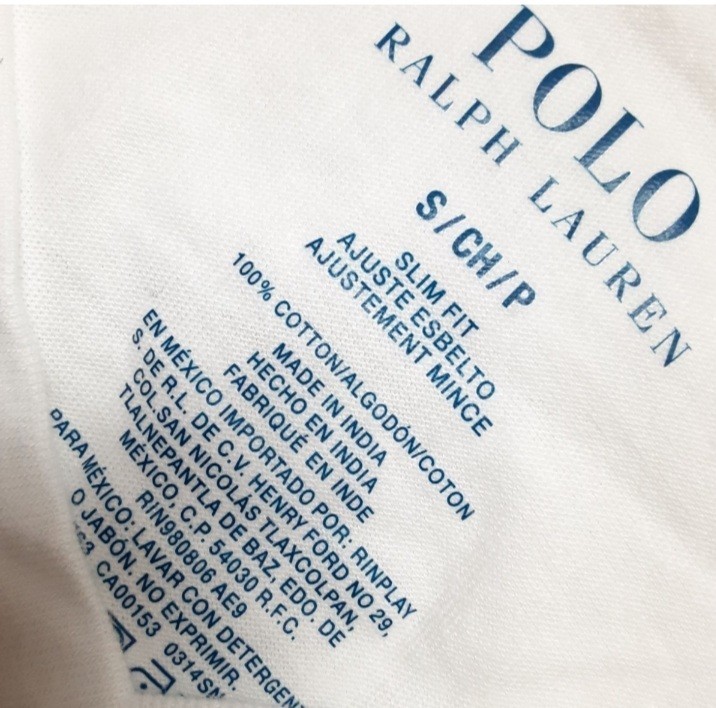 POLO
RALPH LAUREN
S/CH/P
SLIM FIT
AJUSTE ESBELTO
AJUSTEMENT MINCE
100% COTTON/ALGODÓN/COTON
MADE IN INDIA
HECHO EN INDIA
FABRIQUÉ EN INDE
EN MÉXICO IMPORTADO POR: RINPLAY
S. DE R.L. DE C.V. HENRY FORD NO 29,
COL.SAN NICOLÁS TLAXCOLPAN,
TLALNEPANTLA DE BAZ, EDO. DE
MÉXICO, C.P. 54030 R.F.C.
RIN980806 AE9
PARA MÉXICO: LAVAR CON DETERGEN
O JABÓN. NO EXPRIMIR.
CA00153 0314SN